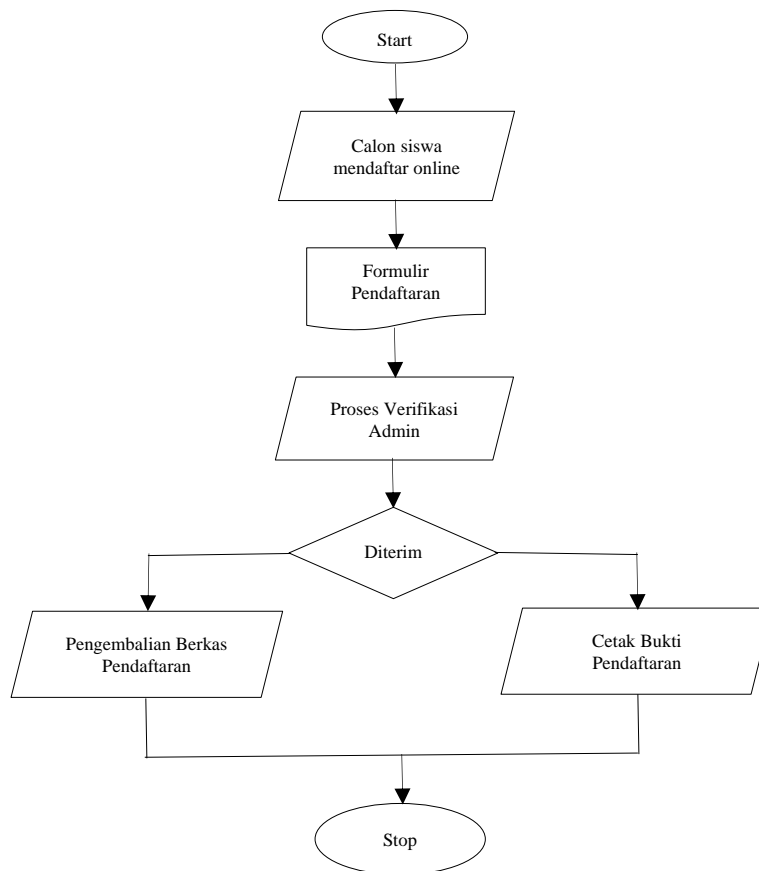 Start
Calon siswa
mendaftar online
Formulir
Pendaftaran
Proses Verifikasi
Admin
Diterim
Pengembalian Berkas
Pendaftaran
Cetak Bukti
Pendaftaran
Stop